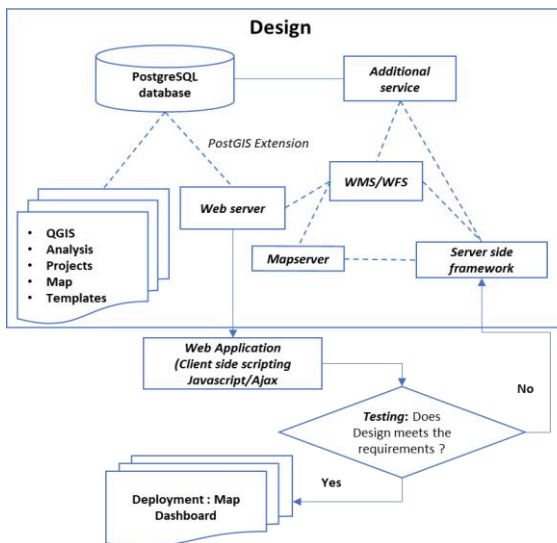 Design
PostgreSQL
database
Additional
service
PostGIS Extension
WMS/WFS
Web server
• QGIS
• Analysis
• Projects
• Map
• Templates
Mapserver
Server side
framework
Web Application
(Client side scripting
Javascript/Ajax
No
Testing: Does
Design meets the
requirements ?
Yes
Deployment : Map
Dashboard